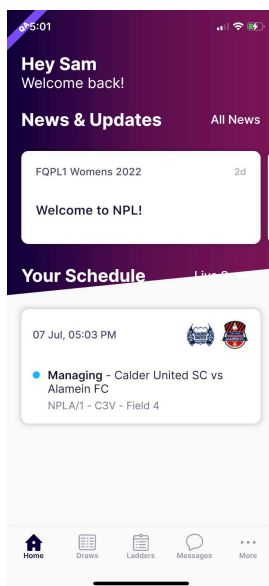 5:01
Hey Sam
Welcome back!
News & Updates All News
FQPL1 Womens 2022 2d
Welcome to NPL!
Your Schedule
07 Jul, 05:03 PM
Managing - Calder United SC vs
Alamein FC
NPLA/1 - C3V - Field 4
Home Draws Ladders Messages More